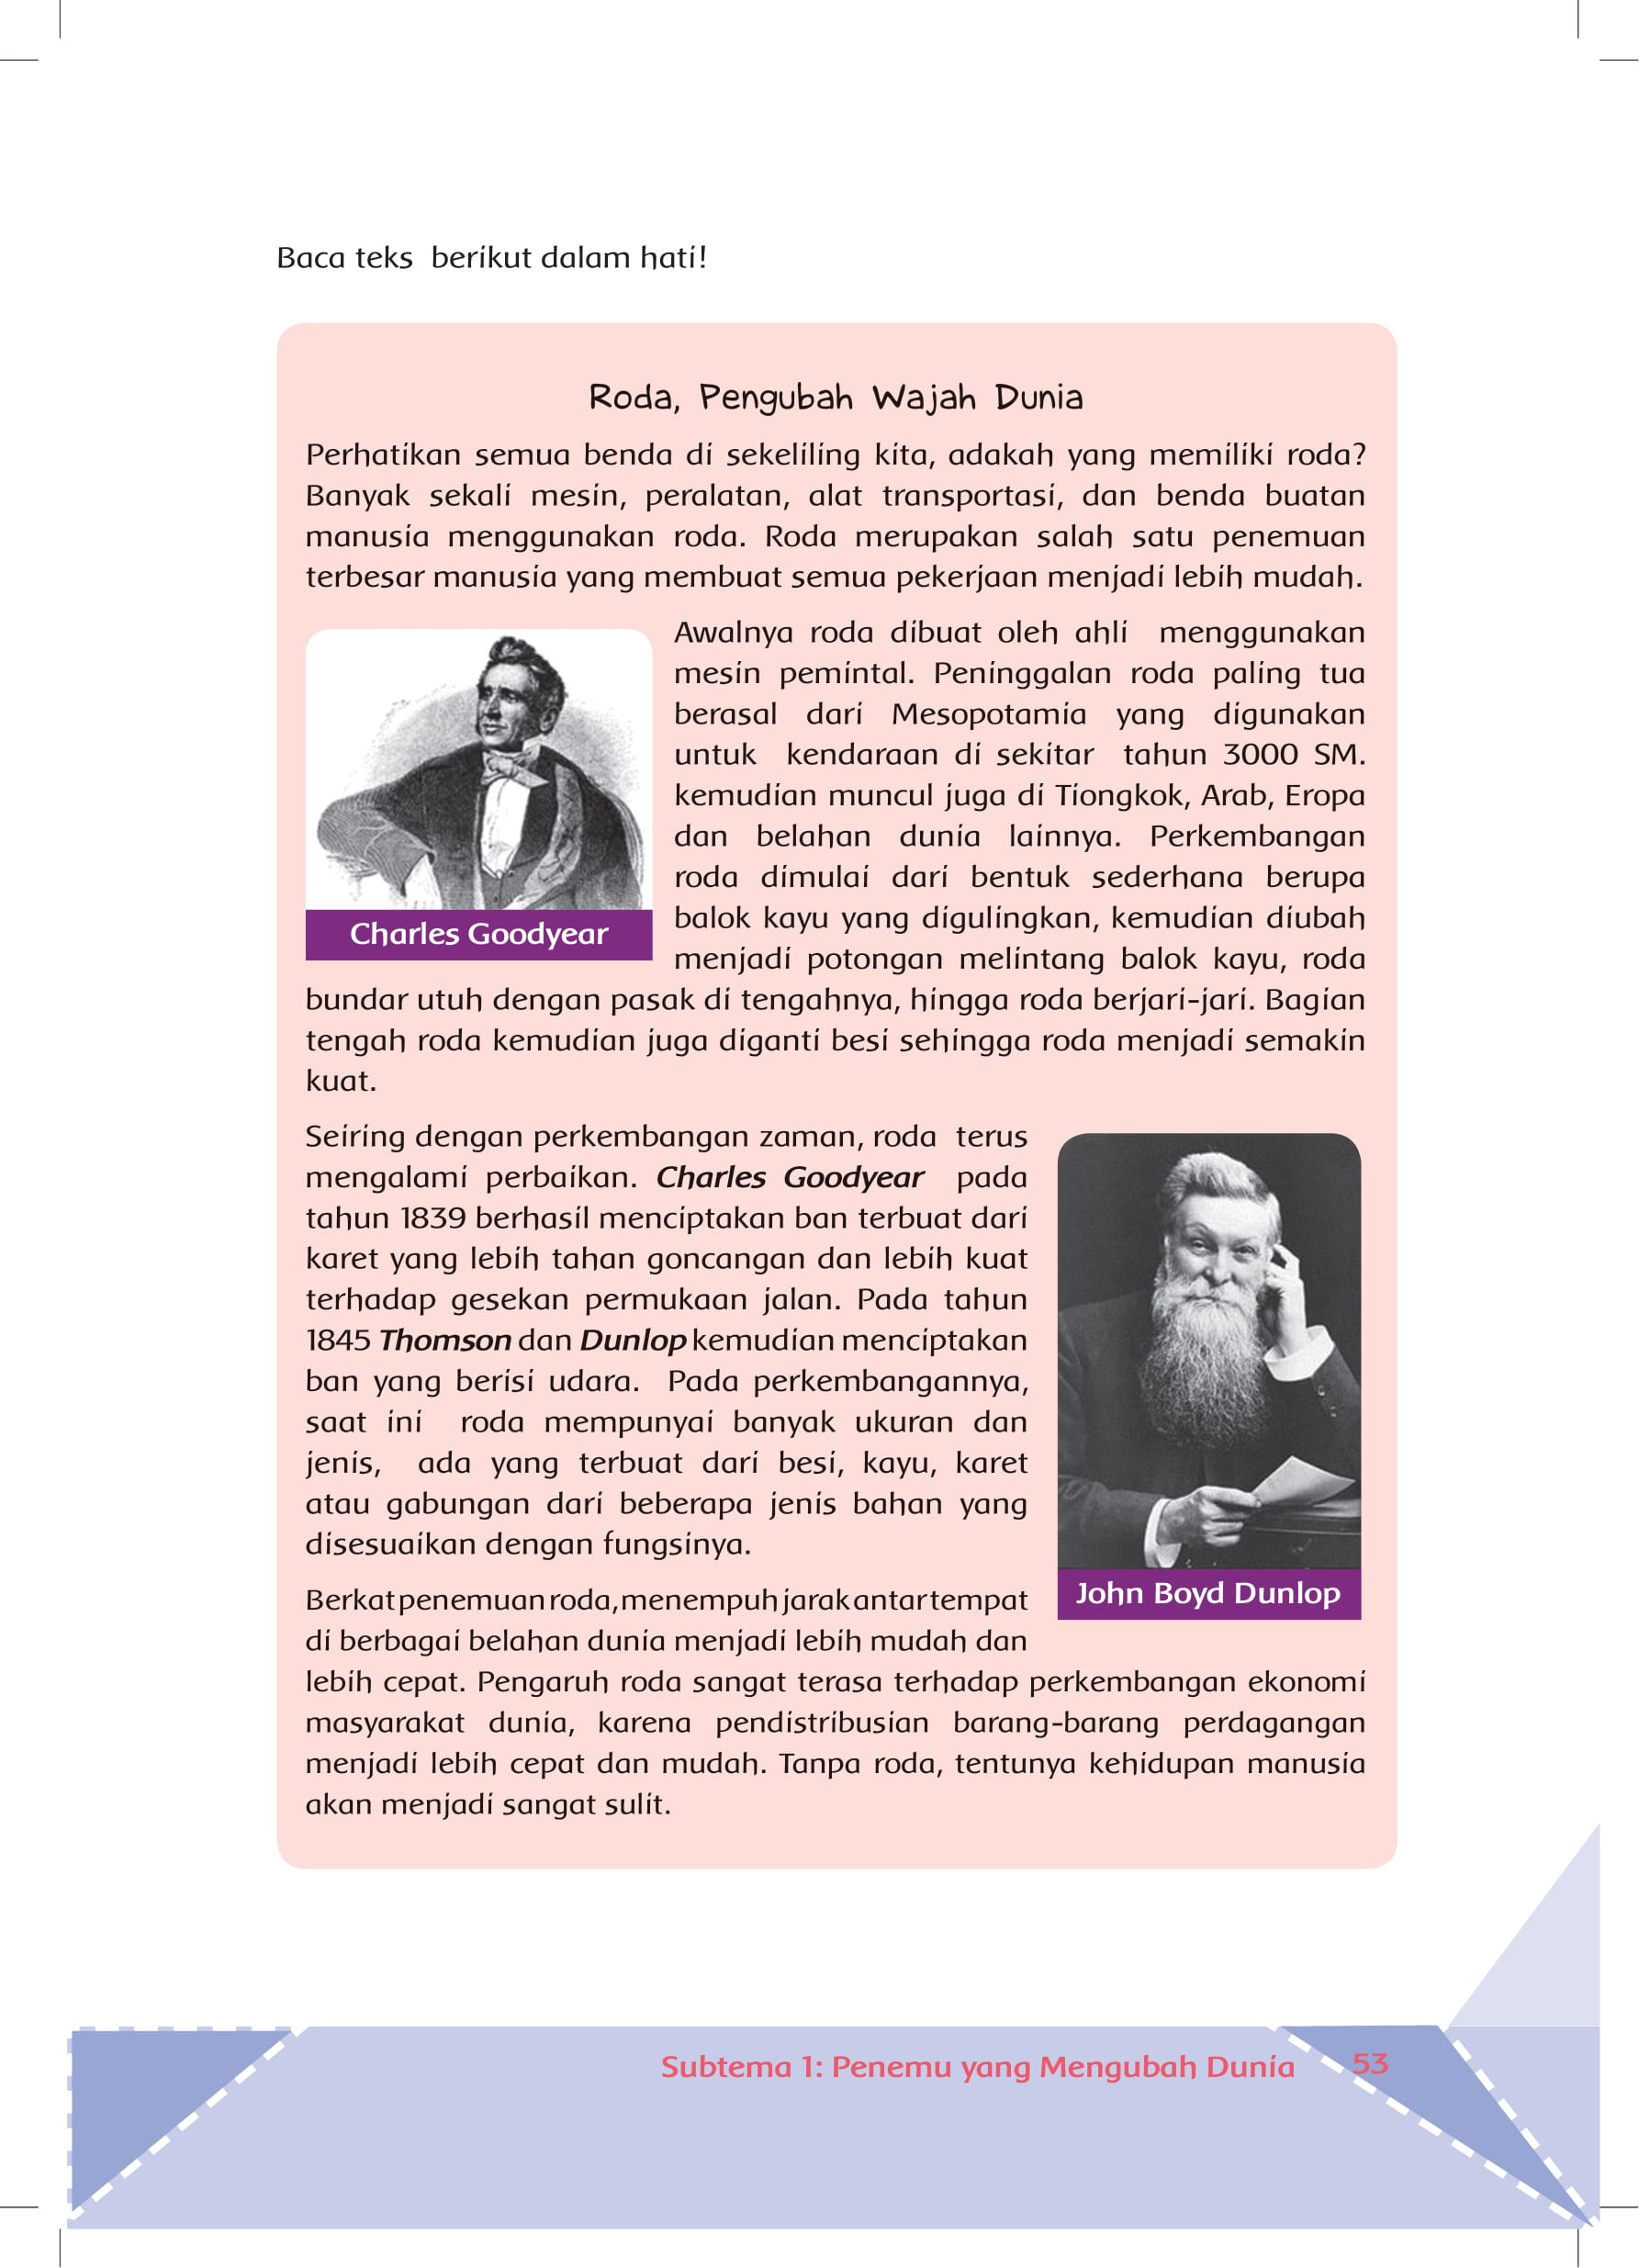 Baca teks berikut dalam hati!
Roda, Pengubah Wajah Dunia
Perhatikan semua benda di sekeliling kita, adakah yang memiliki roda?
Banyak sekali mesin, peralatan, alat transportasi, dan benda buatan
manusia menggunakan roda. Roda merupakan salah satu penemuan
terbesar manusia yang membuat semua pekerjaan menjadi lebih mudah.
Awalnya roda dibuat oleh ahli menggunakan
mesin pemintal. Peninggalan roda paling tua
berasal dari Mesopotamia yang digunakan
untuk kendaraan di sekitar tahun 3000 SM.
kemudian muncul juga di Tiongkok, Arab, Eropa
dan belahan dunia lainnya. Perkembangan
roda dimulai dari bentuk sederhana berupa
balok kayu yang digulingkan, kemudian diubah
menjadi potongan melintang balok kayu, roda
bundar utuh dengan pasak di tengahnya, hingga roda berjari-jari. Bagian
tengah roda kemudian juga diganti besi sehingga roda menjadi semakin
kuat.
Charles Goodyear
Seiring dengan perkembangan zaman, roda terus
mengalami perbaikan. Charles Goodyear pada
tahun 1839 berhasil menciptakan ban terbuat dari
karet yang lebih tahan goncangan dan lebih kuat
terhadap gesekan permukaan jalan. Pada tahun
1845 Thomson dan Dunlop kemudian menciptakan
ban yang berisi udara. Pada perkembangannya,
saat ini roda mempunyai banyak ukuran dan
jenis, ada yang terbuat dari besi, kayu, karet
atau gabungan dari beberapa jenis bahan yang
disesuaikan dengan fungsinya.
John Boyd Dunlop
Berkat penemuan roda, menempuh jarak antar tempat
di berbagai belahan dunia menjadi lebih mudah dan
lebih cepat. Pengaruh roda sangat terasa terhadap perkembangan ekonomi
masyarakat dunia, karena pendistribusian barang-barang perdagangan
menjadi lebih cepat dan mudah. Tanpa roda, tentunya kehidupan manusia
akan menjadi sangat sulit.
Subtema 1: Penemu yang Mengubah Dunia 53